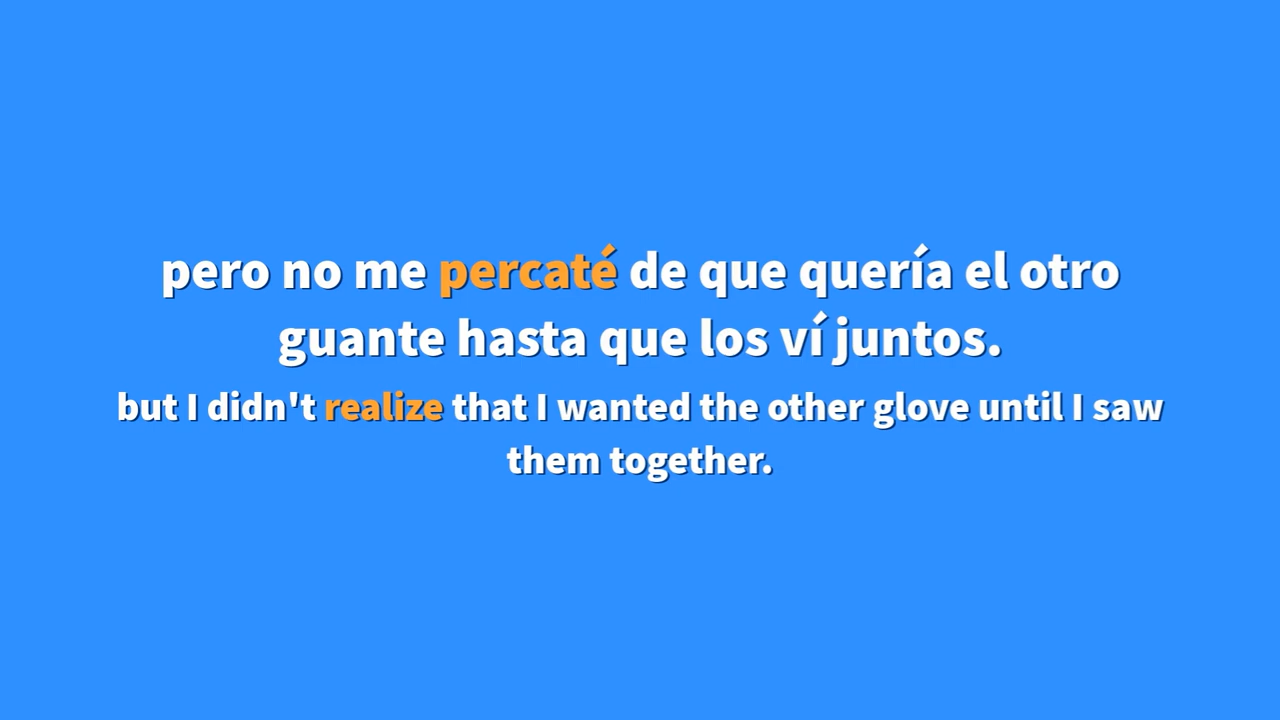 pero no me percaté de que quería el otro
guante hasta que los ví juntos.
but I didn't realize that I wanted the other glove until I saw
them together.